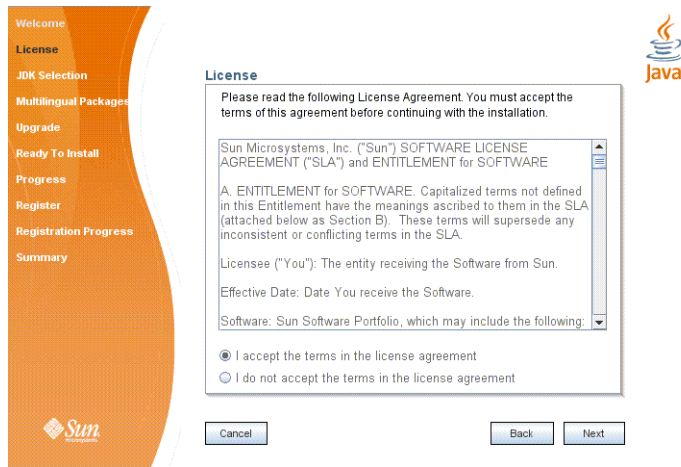 Welcome
License
JDK Selection
Multilingual Packages
Upgrade
Ready To Install
Progress
Register
Registration Progress
Summary
Sun
microsystems
Java
License
Please read the following License Agreement. You must accept the
terms of this agreement before continuing with the installation.
Sun Microsystems, Inc. ("Sun") SOFTWARE LICENSE
AGREEMENT ("SLA") and ENTITLEMENT for SOFTWARE
A. ENTITLEMENT for SOFTWARE. Capitalized terms not defined
in this Entitlement have the meanings ascribed to them in the SLA
(attached below as Section B). These terms will supersede any
inconsistent or conflicting terms in the SLA.
Licensee ("You"): The entity receiving the Software from Sun.
Effective Date: Date You receive the Software.
Software: Sun Software Portfolio, which may include the following:
I accept the terms in the license agreement
I do not accept the terms in the license agreement
Cancel
Back
Next